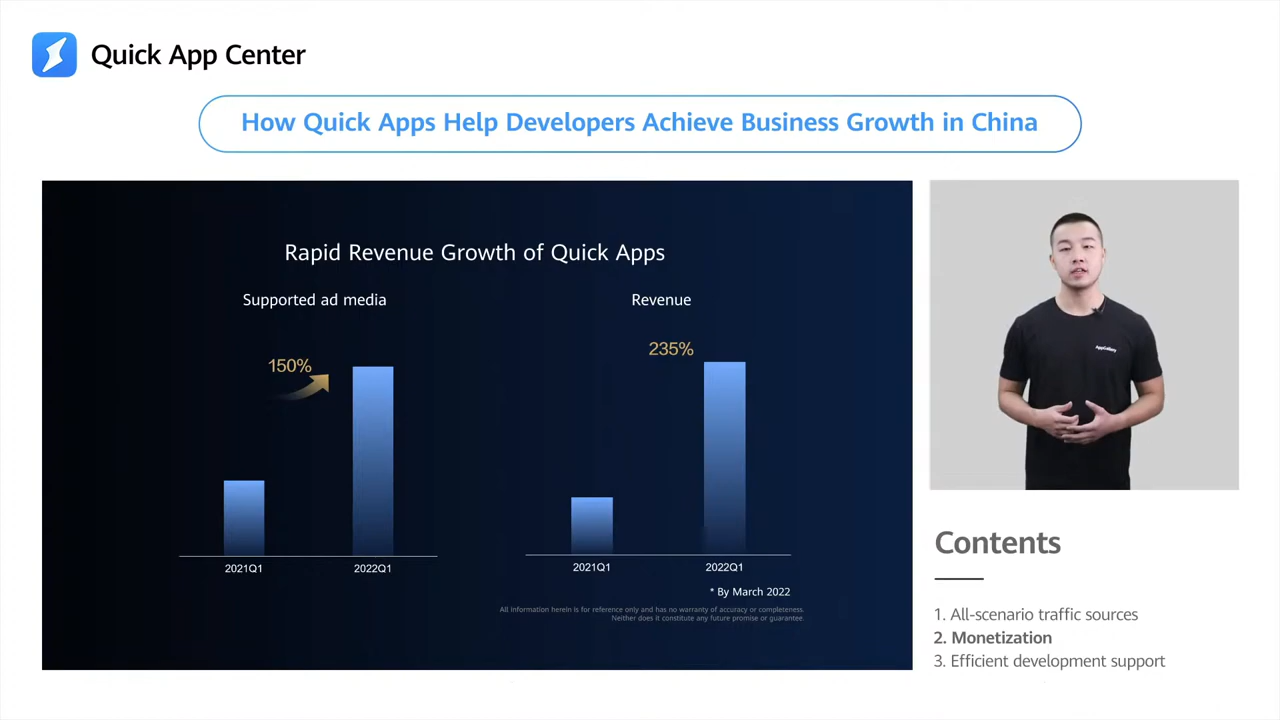 Quick App Center
How Quick Apps Help Developers Achieve Business Growth in China
Rapid Revenue Growth of Quick Apps
Supported ad media
150%
2021Q1
2022Q1
Revenue
235%
2021Q1
2022Q1
* By March 2022
All information herein is for reference only and has no warranty of accuracy or completeness.
Neither does it constitute any future promise or guarantee.
AppGallery
Contents
1. All-scenario traffic sources
2. Monetization
3. Efficient development support